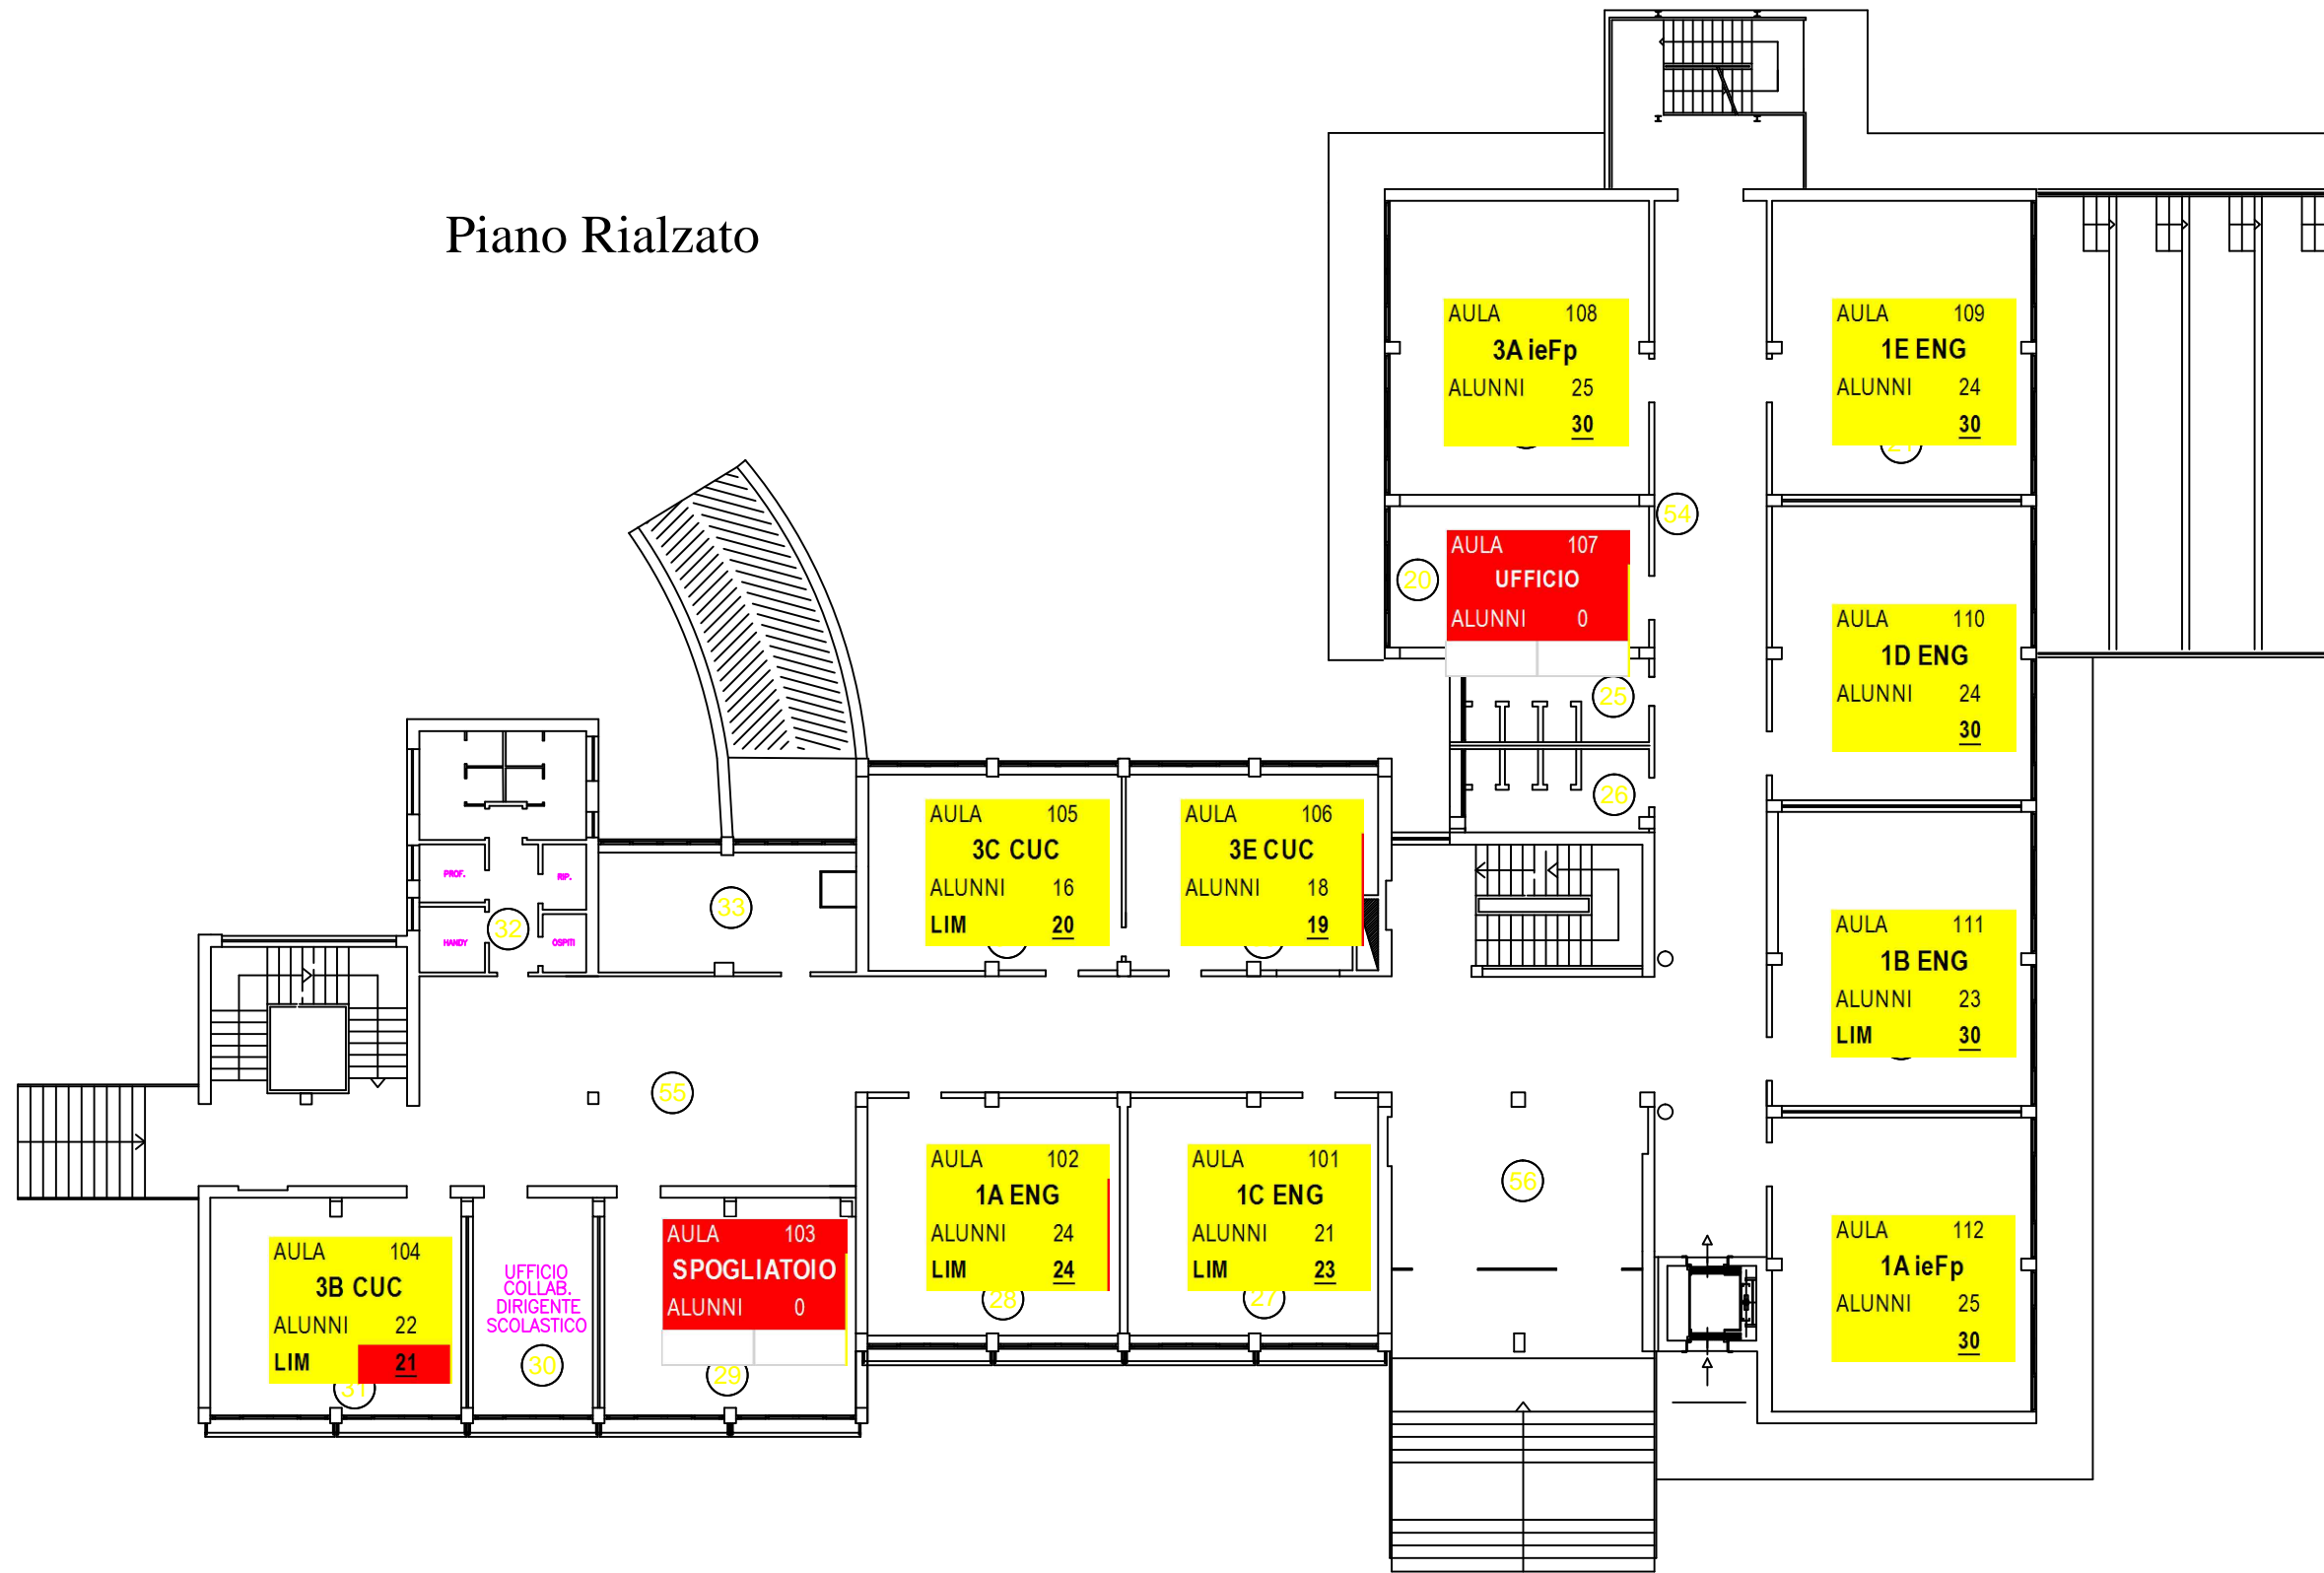 Piano Rialzato
AULA 108
3A ieFp
ALUNNI 25
30
AULA 109
1E ENG
ALUNNI 24
30
54
20
AULA 107
UFFICIO
ALUNNI 0
25
26
AULA 110
1D ENG
ALUNNI 24
30
AULA 105
3C CUC
ALUNNI 16
LIM 20
AULA 106
3E CUC
ALUNNI 18
19
PROF.
RIP.
HANDY
OSPITI
32
33
AULA 111
1B ENG
ALUNNI 23
LIM 30
55
56
AULA 102
1A ENG
ALUNNI 24
LIM 24
28
AULA 101
1C ENG
ALUNNI 21
LIM 23
27
AULA 112
1A ieFp
ALUNNI 25
30
AULA 104
3B CUC
ALUNNI 22
LIM 21
31
UFFICIO
COLLAB.
DIRIGENTE
SCOLASTICO
30
AULA 103
SPOGLIATOIO
ALUNNI 0
29